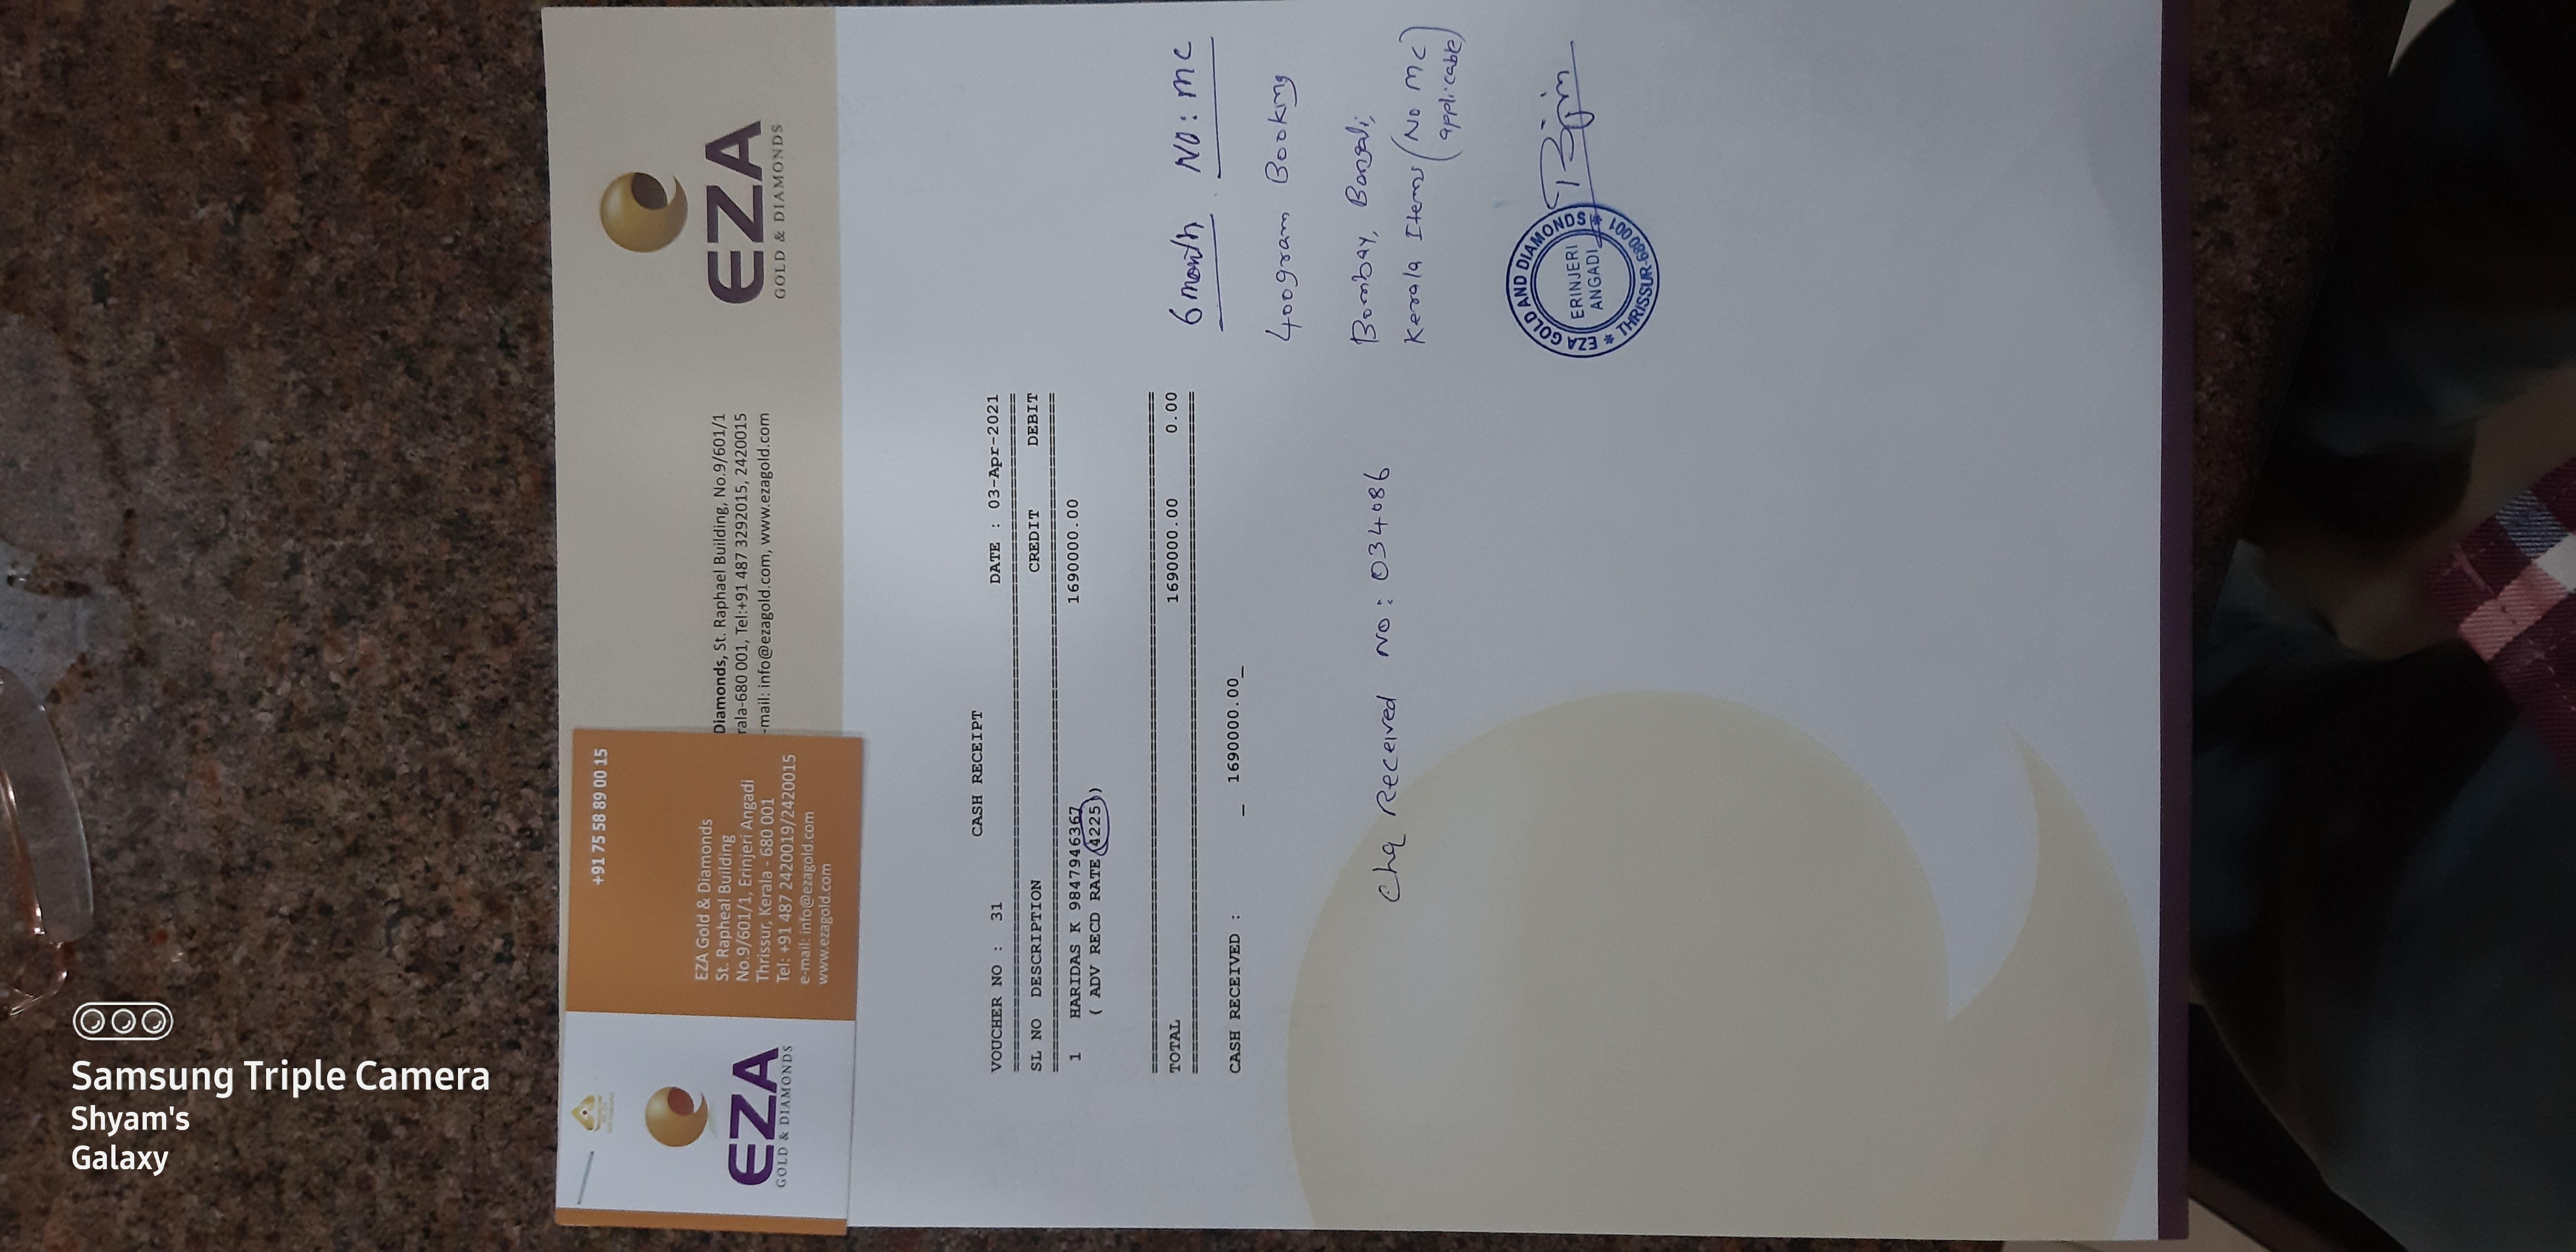 Samsung Triple Camera
Shyam's
Galaxy
+91 75 58 89 00 15
EZA
GOLD & DIAMONDS
EZA Gold & Diamonds
St. Rapheal Building
No.9/601/1, Erinjeri Angadi
Thrissur, Kerala - 680 001
Tel: +91 487 2420019/2420015
e-mail: info@ezagold.com
www.ezagold.com
Diamonds, St. Raphael Building, No.9/601/1
rala-680 001, Tel:+91 487 3292015, 2420015
-mail: info@ezagold.com, www.ezagold.com
EZA
GOLD & DIAMONDS
CASH RECEIPT
VOUCHER NO : 31 DATE : 03-Apr-2021
SL NO DESCRIPTION CREDIT DEBIT
1 HARIDAS K 9847946367 1690000.00
( ADV RECD RATE 4225 )
TOTAL 1690000.00 0.00
CASH RECEIVED : _ 1690000.00_
6 month NO: MC
400gram Booking
Bombay, Bangali,
Kerala Items (No MC
applicable)
Chq Received No: 034086
EZA GOLD AND DIAMONDS
ERINJERI
ANGADI
THRISSUR-680 001
Bijin